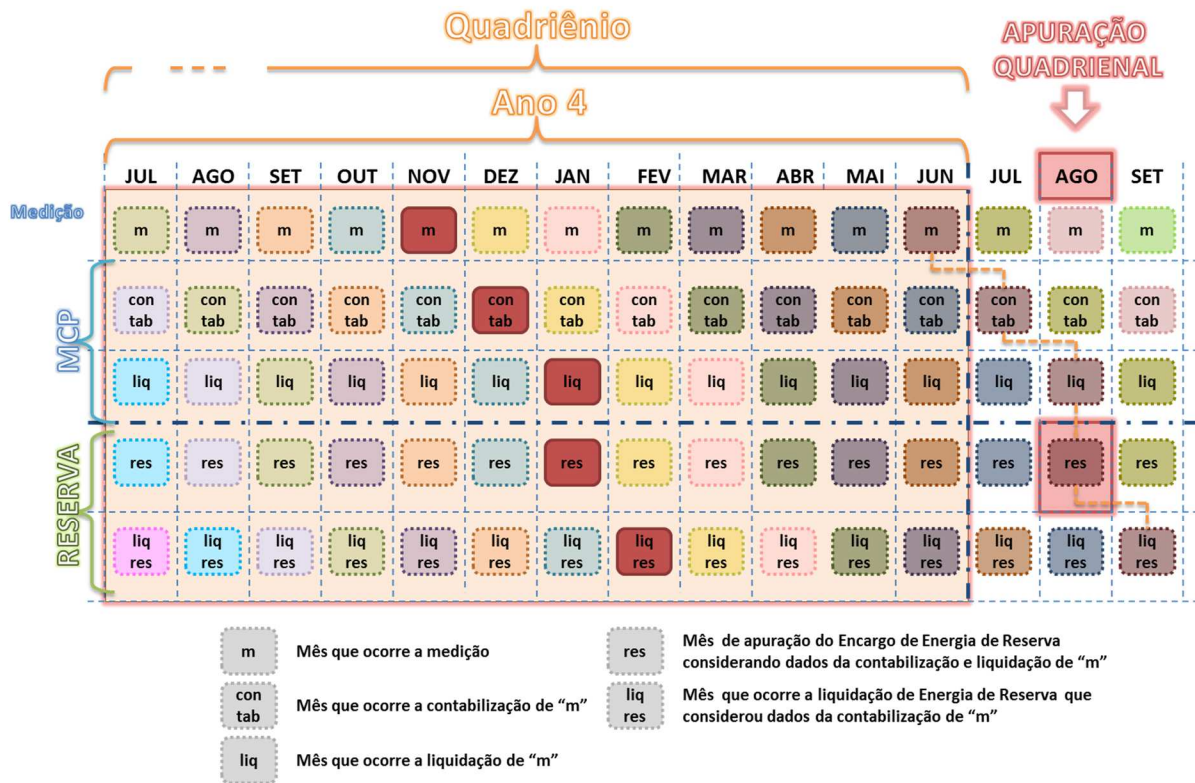 Quadriênio
APURAÇÃO
QUADRIENAL
Ano 4
JUL AGO SET OUT NOV DEZ JAN FEV MAR ABR MAI JUN JUL AGO SET
Medição m m m m m m m m m m m m m m m
MCP
con con con con con con con con con con con con con con con
tab tab tab tab tab tab tab tab tab tab tab tab tab tab tab
liq liq liq liq liq liq liq liq liq liq liq liq liq liq liq
RESERVA
res res res res res res res res res res res res res res res
liq liq liq liq liq liq liq liq liq liq liq liq liq liq liq
res res res res res res res res res res res res res res res
m Mês que ocorre a medição
con
tab
Mês que ocorre a contabilização de “m”
liq Mês que ocorre a liquidação de “m”
res
Mês de apuração do Encargo de Energia de Reserva
considerando dados da contabilização e liquidação de “m”
liq
res
Mês que ocorre a liquidação de Energia de Reserva que
considerou dados da contabilização de “m”